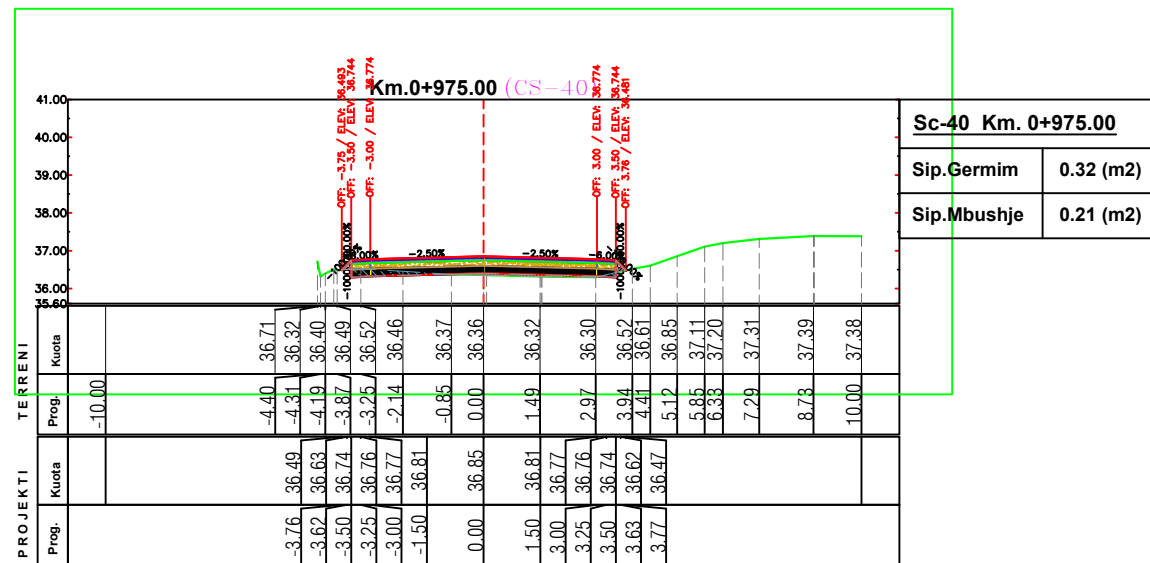 Km.0+975.00 (CS-40
OFF: -3.75 / ELEV: 36.493
OFF: -3.50 / ELEV: 36.744
OFF: -3.00 / ELEV: 36.774
OFF: 3.00 / ELEV: 36.774
OFF: 3.50 / ELEV: 36.744
OFF: 3.76 / ELEV: 36.481
41.00
40.00
39.00
38.00
37.00
36.00
35.60
-2.50%
-2.50%
Sc-40 Km. 0+975.00
Sip.Germim 0.32 (m2)
Sip.Mbushje 0.21 (m2)
TERRENI
Kuota 36.71 36.32 36.40 36.49 36.52 36.46 36.37 36.36 36.32 36.30 36.52 36.61 36.85 37.11 37.20 37.31 37.39 37.38
Prog. -10.00 -4.40 -4.31 -4.19 -3.87 -3.25 -2.14 -0.85 0.00 1.49 2.97 3.94 4.41 5.12 5.85 6.33 7.29 8.73 10.00
PROJEKTI
Kuota 36.49 36.63 36.74 36.76 36.77 36.81 36.85 36.81 36.77 36.76 36.74 36.62 36.47
Prog. -3.76 -3.62 -3.50 -3.25 -3.00 -1.50 0.00 1.50 3.00 3.25 3.50 3.63 3.77